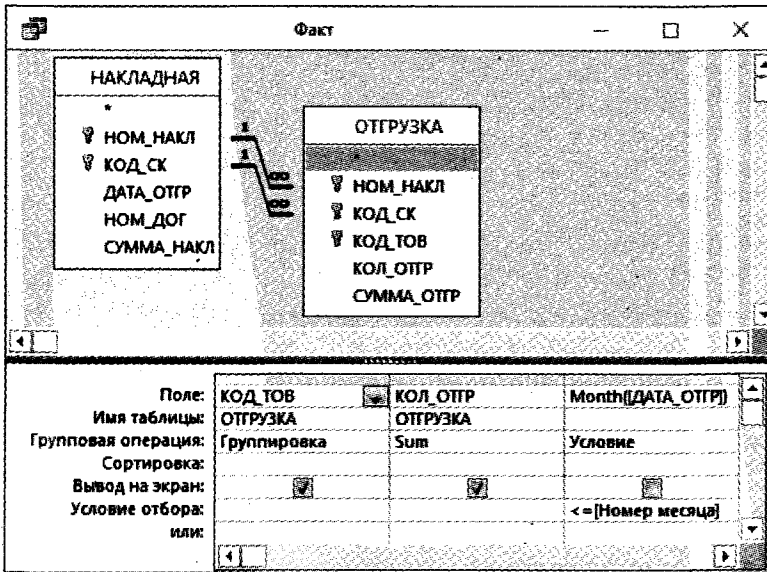 Факт
НАКЛАДНАЯ
*
НОМ_НАКЛ
КОД_СК
ДАТА_ОТГР
НОМ_ДОГ
СУММА_НАКЛ
1
1
∞
∞
ОТГРУЗКА
*
НОМ_НАКЛ
КОД_СК
КОД_ТОВ
КОЛ_ОТГР
СУММА_ОТГР
Поле: КОД_ТОВ КОЛ_ОТГР Month([ДАТА_ОТГР])
Имя таблицы: ОТГРУЗКА ОТГРУЗКА
Групповая операция: Группировка Sum Условие
Сортировка:
Вывод на экран:
Условие отбора: <=[Номер месяца]
или: